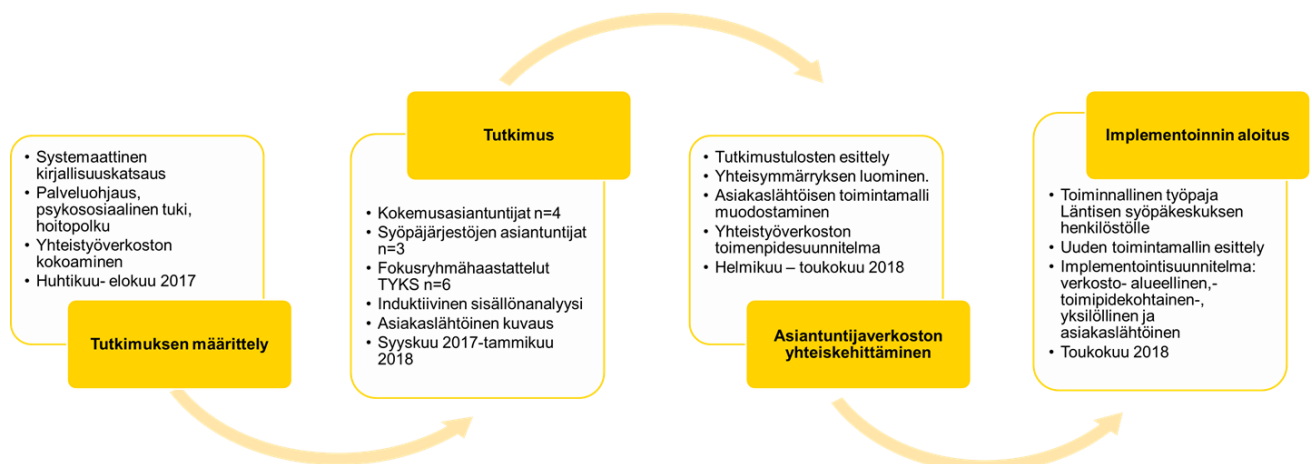 • Systemaattinen
kirjallisuuskatsaus
• Palveluohjaus,
psykososiaalinen tuki,
hoitopolku
• Yhteistyöverkoston
kokoaminen
• Huhtikuu- elokuu 2017
Tutkimuksen määrittely
Tutkimus
• Kokemusasiantuntijat n=4
• Syöpäjärjestöjen asiantuntijat
n=3
• Fokusryhmähaastattelut
TYKS n=6
• Induktiivinen sisällönanalyysi
• Asiakaslähtöinen kuvaus
• Syyskuu 2017-tammikuu
2018
• Tutkimustulosten esittely
• Yhteisymmärryksen luominen.
• Asiakaslähtöisen toimintamalli
muodostaminen
• Yhteistyöverkoston
toimenpidesuunnitelma
• Helmikuu – toukokuu 2018
Asiantuntijaverkoston
yhteiskehittäminen
Implementoinnin aloitus
• Toiminnallinen työpaja
Läntisen syöpäkeskuksen
henkilöstölle
• Uuden toimintamallin esittely
• Implementointisuunnitelma:
verkosto- alueellinen,-
toimipidekohtainen-,
yksilöllinen ja
asiakaslähtöinen
• Toukokuu 2018